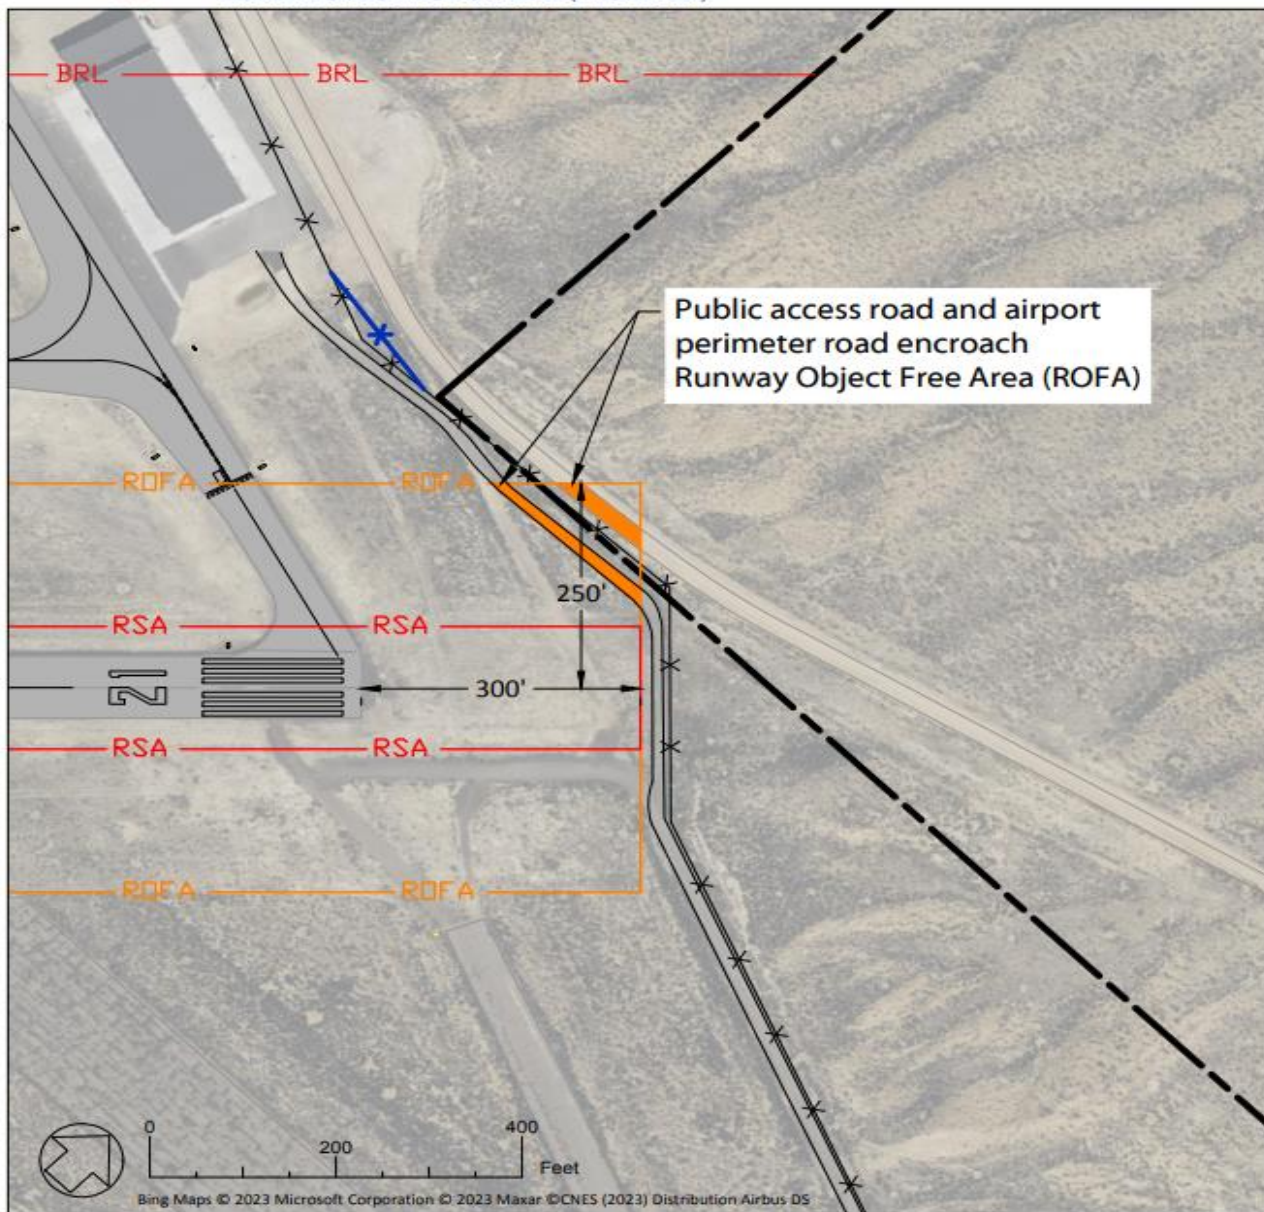 BRL BRL BRL
Public access road and airport
perimeter road encroach
Runway Object Free Area (ROFA)
ROFA ROFA
250'
RSA RSA
21
300'
RSA RSA
ROFA ROFA
0 400
200
Feet
Bing Maps © 2023 Microsoft Corporation © 2023 Maxar ©CNES (2023) Distribution Airbus DS